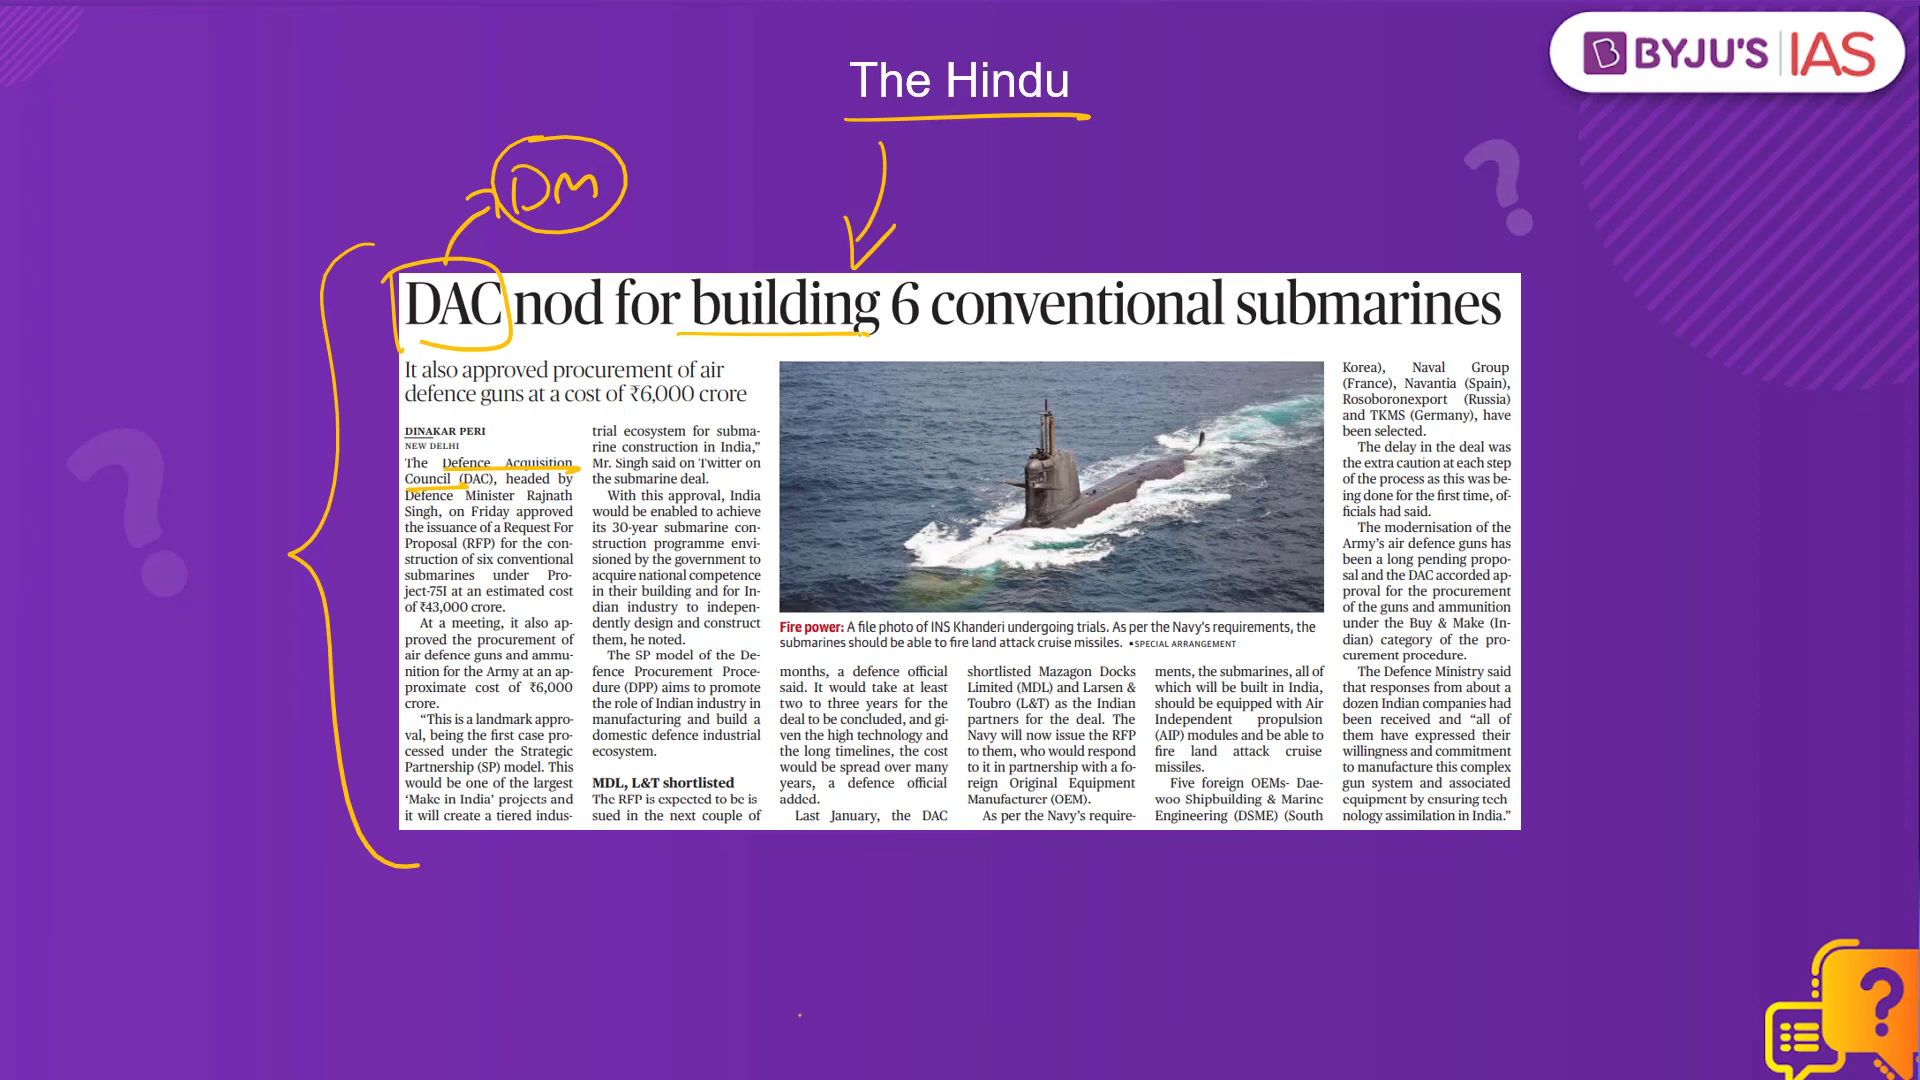 The Hindu
BYJU'S IAS
DM
DAC nod for building 6 conventional submarines
It also approved procurement of air
defence guns at a cost of ₹6,000 crore
DINAKAR PERI
NEW DELHI
The Defence Acquisition
Council (DAC), headed by
Defence Minister Rajnath
Singh, on Friday approved
the issuance of a Request For
Proposal (RFP) for the con-
struction of six conventional
submarines under Pro-
ject-75I at an estimated cost
of ₹43,000 crore.
At a meeting, it also ap-
proved the procurement of
air defence guns and ammu-
nition for the Army at an ap-
proximate cost of ₹6,000
crore.
“This is a landmark appro-
val, being the first case pro-
cessed under the Strategic
Partnership (SP) model. This
would be one of the largest
‘Make in India’ projects and
it will create a tiered indus-
trial ecosystem for subma-
rine construction in India,”
Mr. Singh said on Twitter on
the submarine deal.
With this approval, India
would be enabled to achieve
its 30-year submarine con-
struction programme envi-
sioned by the government to
acquire national competence
in their building and for In-
dian industry to indepen-
dently design and construct
them, he noted.
The SP model of the De-
fence Procurement Proce-
dure (DPP) aims to promote
the role of Indian industry in
manufacturing and build a
domestic defence industrial
ecosystem.
MDL, L&T shortlisted
The RFP is expected to be is
sued in the next couple of
Fire power: A file photo of INS Khanderi undergoing trials. As per the Navy's requirements, the
submarines should be able to fire land attack cruise missiles. •SPECIAL ARRANGEMENT
months, a defence official
said. It would take at least
two to three years for the
deal to be concluded, and gi-
ven the high technology and
the long timelines, the cost
would be spread over many
years, a defence official
added.
Last January, the DAC
shortlisted Mazagon Docks
Limited (MDL) and Larsen &
Toubro (L&T) as the Indian
partners for the deal. The
Navy will now issue the RFP
to them, who would respond
to it in partnership with a fo-
reign Original Equipment
Manufacturer (OEM).
As per the Navy's require-
ments, the submarines, all of
which will be built in India,
should be equipped with Air
Independent propulsion
(AIP) modules and be able to
fire land attack cruise
missiles.
Five foreign OEMs- Dae-
woo Shipbuilding & Marine
Engineering (DSME) (South
Korea), Naval Group
(France), Navantia (Spain),
Rosoboronexport (Russia)
and TKMS (Germany), have
been selected.
The delay in the deal was
the extra caution at each step
of the process as this was be-
ing done for the first time, of-
ficials had said.
The modernisation of the
Army's air defence guns has
been a long pending propo-
sal and the DAC accorded ap-
proval for the procurement
of the guns and ammunition
under the Buy & Make (In-
dian) category of the pro-
curement procedure.
The Defence Ministry said
that responses from about a
dozen Indian companies had
been received and “all of
them have expressed their
willingness and commitment
to manufacture this complex
gun system and associated
equipment by ensuring tech
nology assimilation in India.”